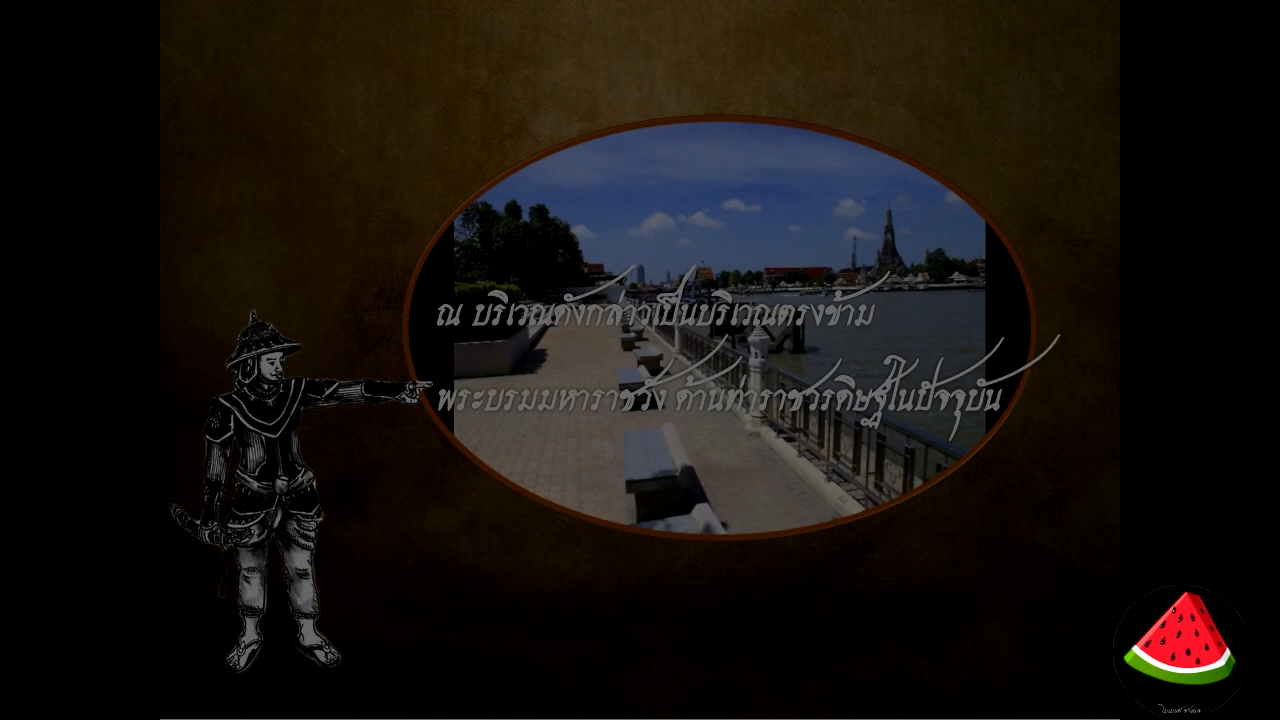 ณ บริเวณดังกล่าวเป็นบริเวณตรงข้าม
พระบรมมหาราชวัง ด้านท่าราชวรดิษฐ์ในปัจจุบัน